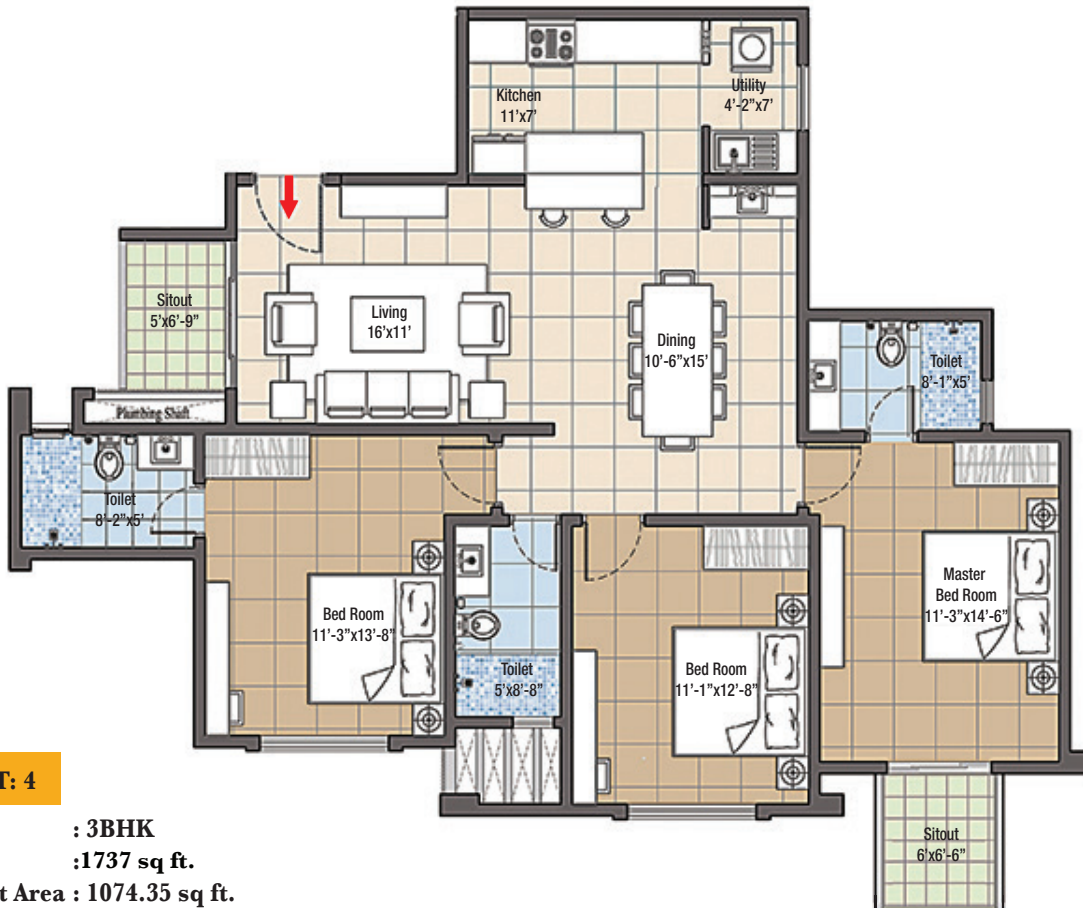 Kitchen
11'x7'
Utility
4'-2"x7'
Sitout
5'x6'-9"
Living
16'x11'
Dining
10'-6"x15'
Toilet
8'-1"x5'
Plumbing Shaft
Toilet
8'-2"x5'
Bed Room
11'-3"x13'-8"
Toilet
5'x8'-8"
Bed Room
11'-1"x12'-8"
Master
Bed Room
11'-3"x14'-6"
Sitout
6'x6'-6"
T: 4
: 3BHK
:1737 sq ft.
t Area : 1074.35 sq ft.